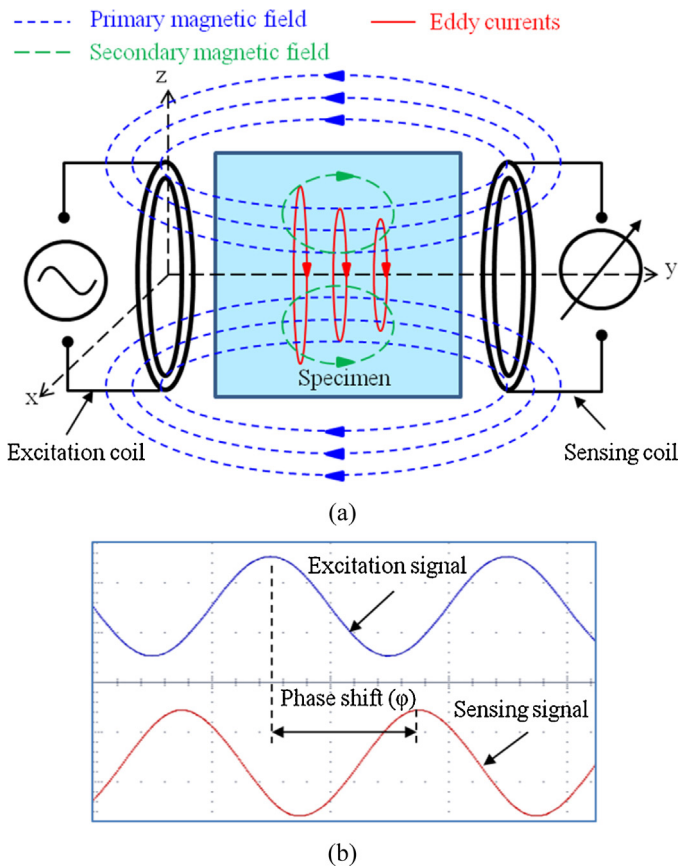 Primary magnetic field
Eddy currents
Secondary magnetic field
z
y
x
Specimen
Excitation coil
Sensing coil
(a)
Excitation signal
Phase shift (φ)
Sensing signal
(b)